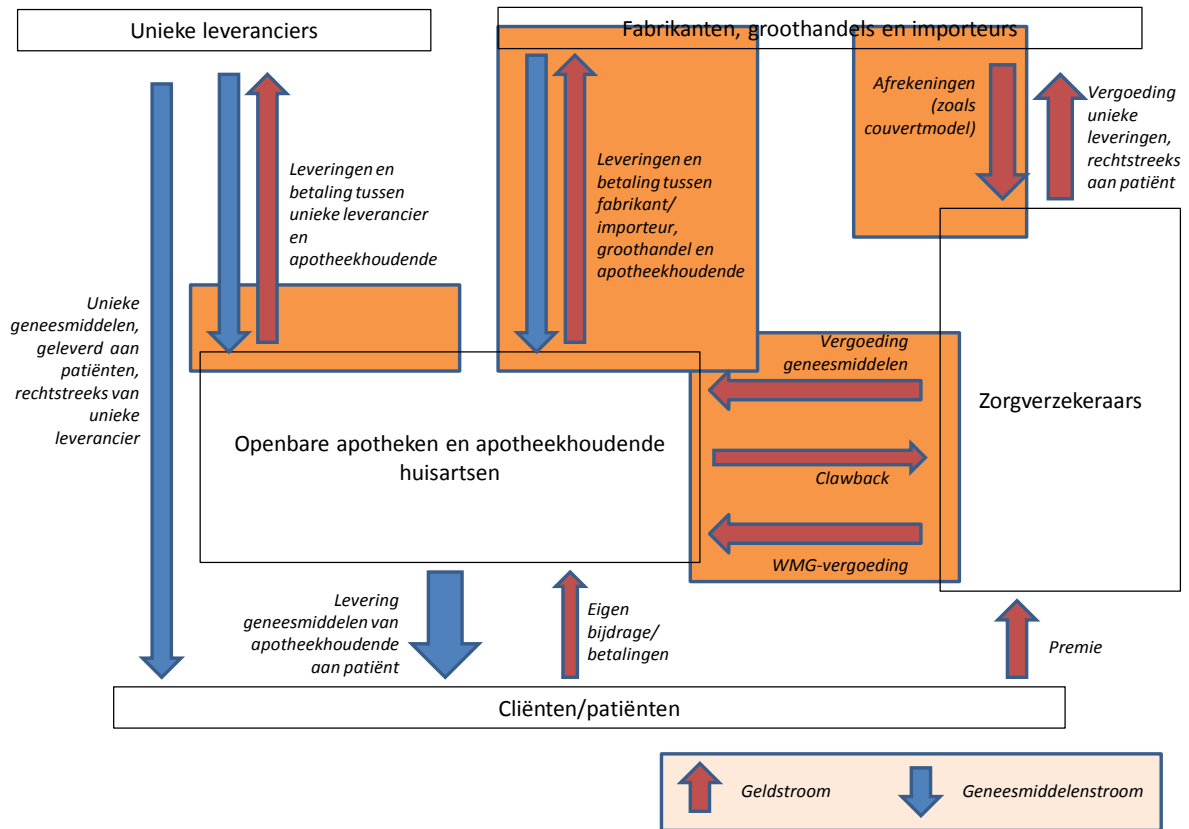 Unieke leveranciers
Fabrikanten, groothandels en importeurs
Afrekeningen
(zoals
couvertmodel)
Vergoeding
unieke
leveringen,
rechtstreeks
aan patiënt
Leveringen en
betaling tussen
unieke leverancier
en
apotheekhoudende
Leveringen en
betaling tussen
fabrikant/
importeur,
groothandel en
apotheekhoudende
Unieke
geneesmiddelen,
geleverd aan
patiënten,
rechtstreeks van
unieke
leverancier
Vergoeding
geneesmiddelen
Zorgverzekeraars
Openbare apotheken en apotheekhoudende
huisartsen
Clawback
WMG-vergoeding
Levering
geneesmiddelen van
apotheekhoudende
aan patiënt
Eigen
bijdrage/
betalingen
Premie
Cliënten/patiënten
Geldstroom
Geneesmiddelenstroom